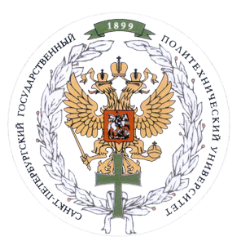 1899
САНКТ-ПЕТЕРБУРГСКИЙ ГОСУДАРСТВЕННЫЙ
ПОЛИТЕХНИЧЕСКИЙ УНИВЕРСИТЕТ